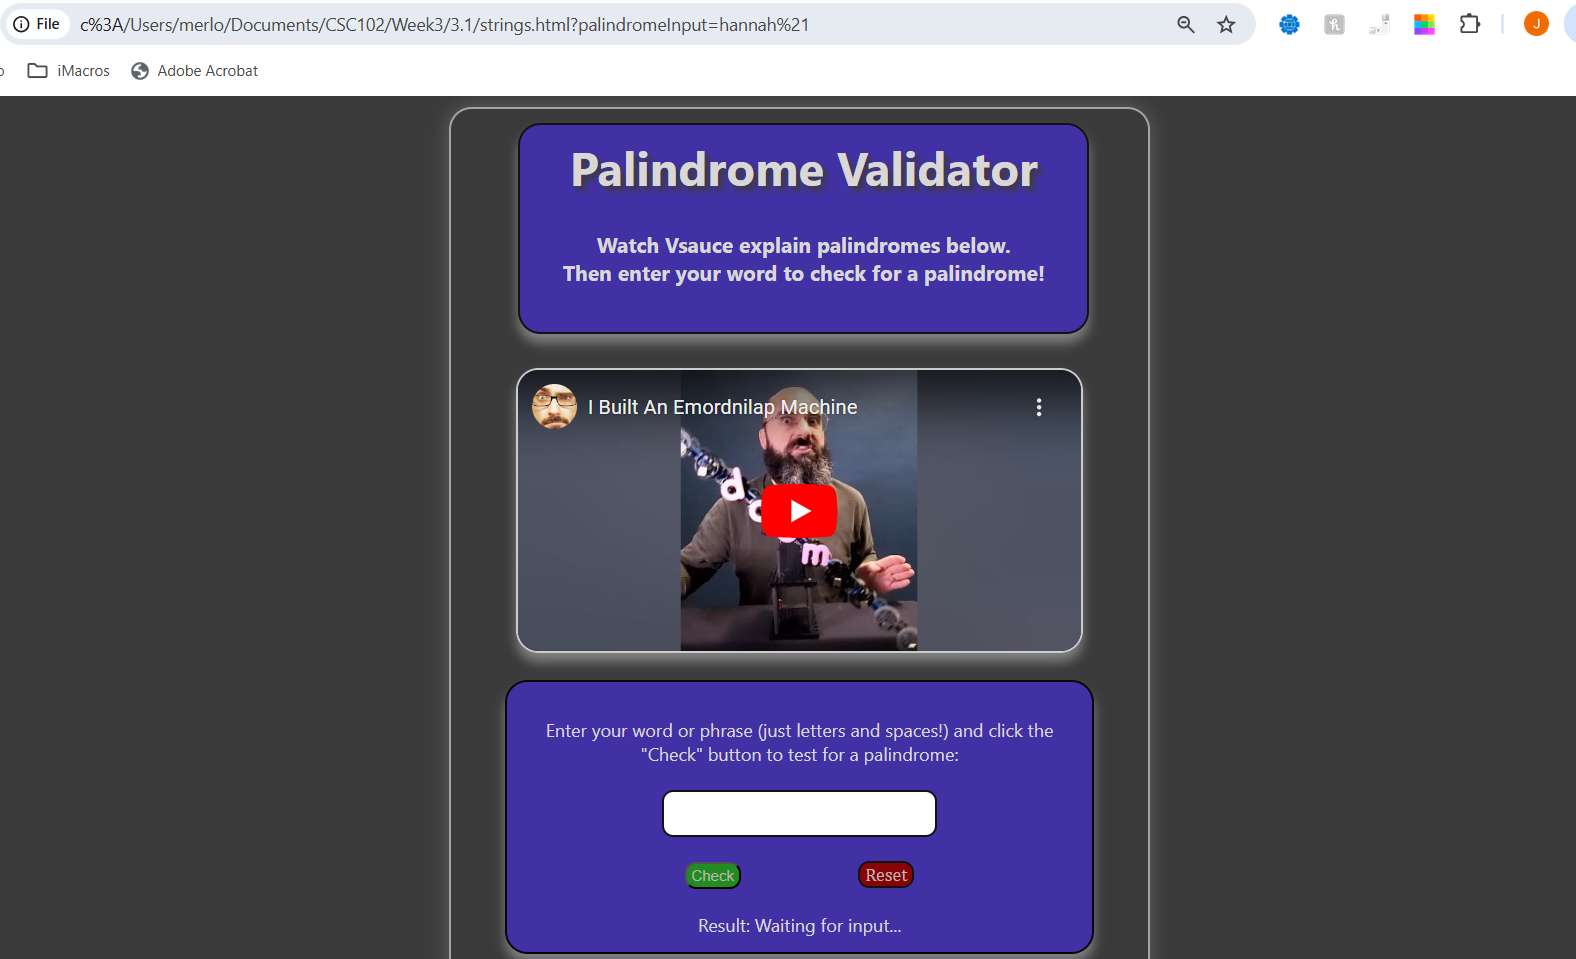 File
c%3A/Users/merlo/Documents/CSC102/Week3/3.1/strings.html?palindromeInput=hannah%21
J
iMacros
Adobe Acrobat
Palindrome Validator
Watch Vsauce explain palindromes below.
Then enter your word to check for a palindrome!
I Built An Emordnilap Machine
d
m
Enter your word or phrase (just letters and spaces!) and click the
"Check" button to test for a palindrome:
Check
Reset
Result: Waiting for input...